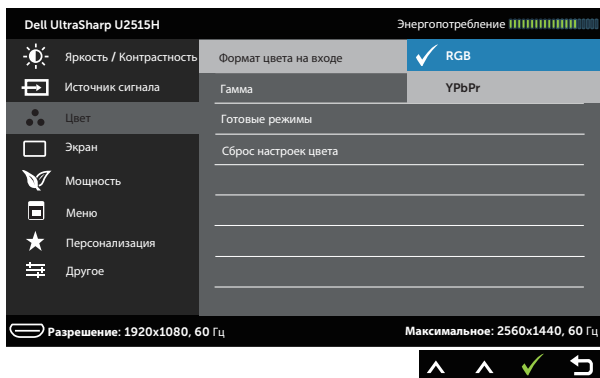 Dell UltraSharp U2515H Энергопотребление
Яркость / Контрастность Формат цвета на входе RGB
Источник сигнала Гамма YPbPr
Цвет Готовые режимы
Экран Сброс настроек цвета
Мощность
Меню
Персонализация
Другое
Разрешение: 1920x1080, 60 Гц Максимальное: 2560x1440, 60 Гц